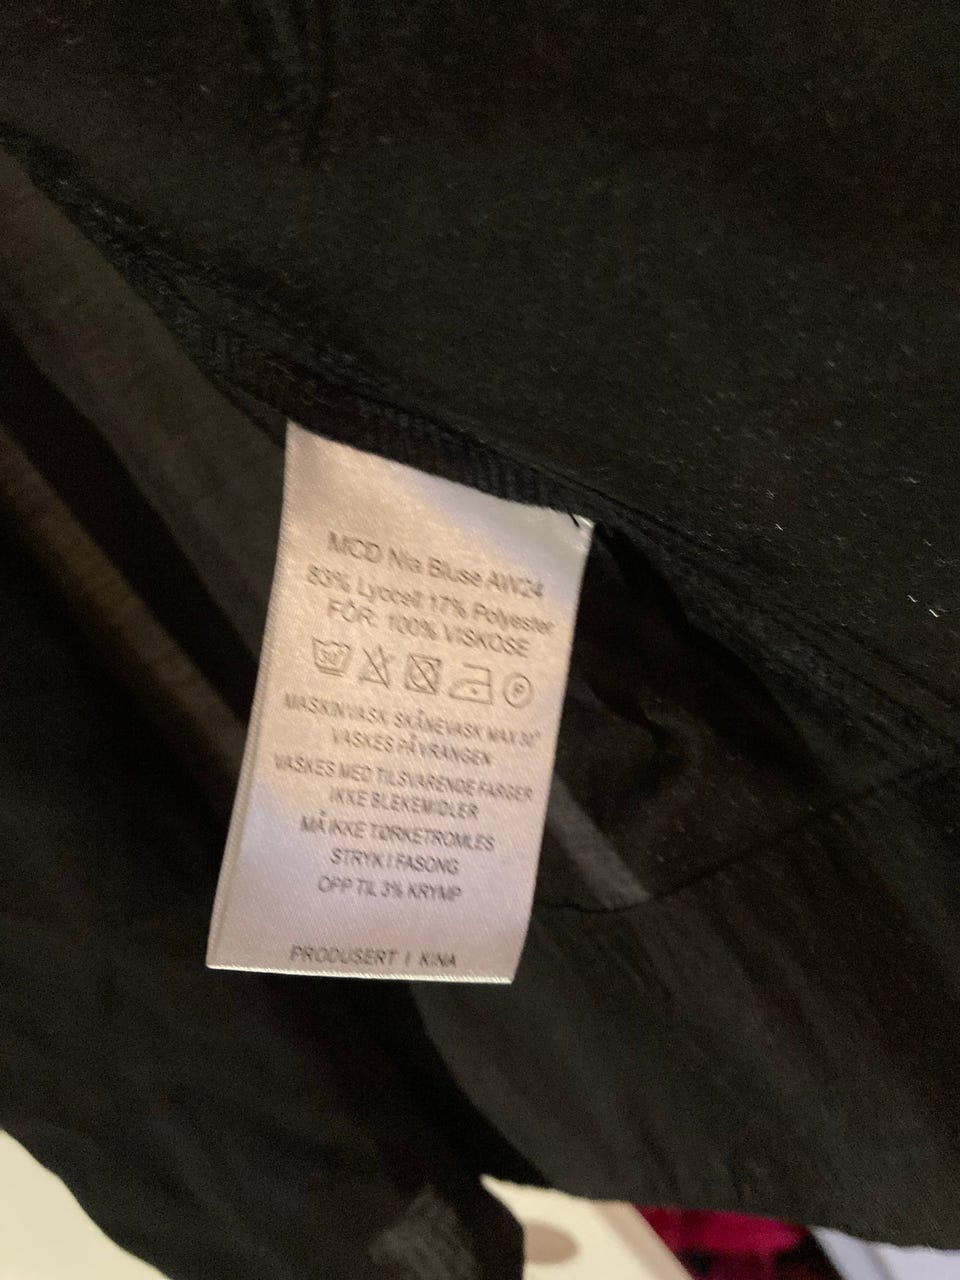 MCD Nia Bluse AW24
83% Lyocell 17% Polyester
FÔR: 100% VISKOSE
30 P
MASKINVASK SKÅNEVASK MAX 30°
VASKES PÅ VRANGEN
VASKES MED TILSVARENDE FARGER
IKKE BLEKEMIDLER
MÅ IKKE TØRKETROMLES
STRYK I FASONG
OPP TIL 3% KRYMP
PRODUSERT I KINA